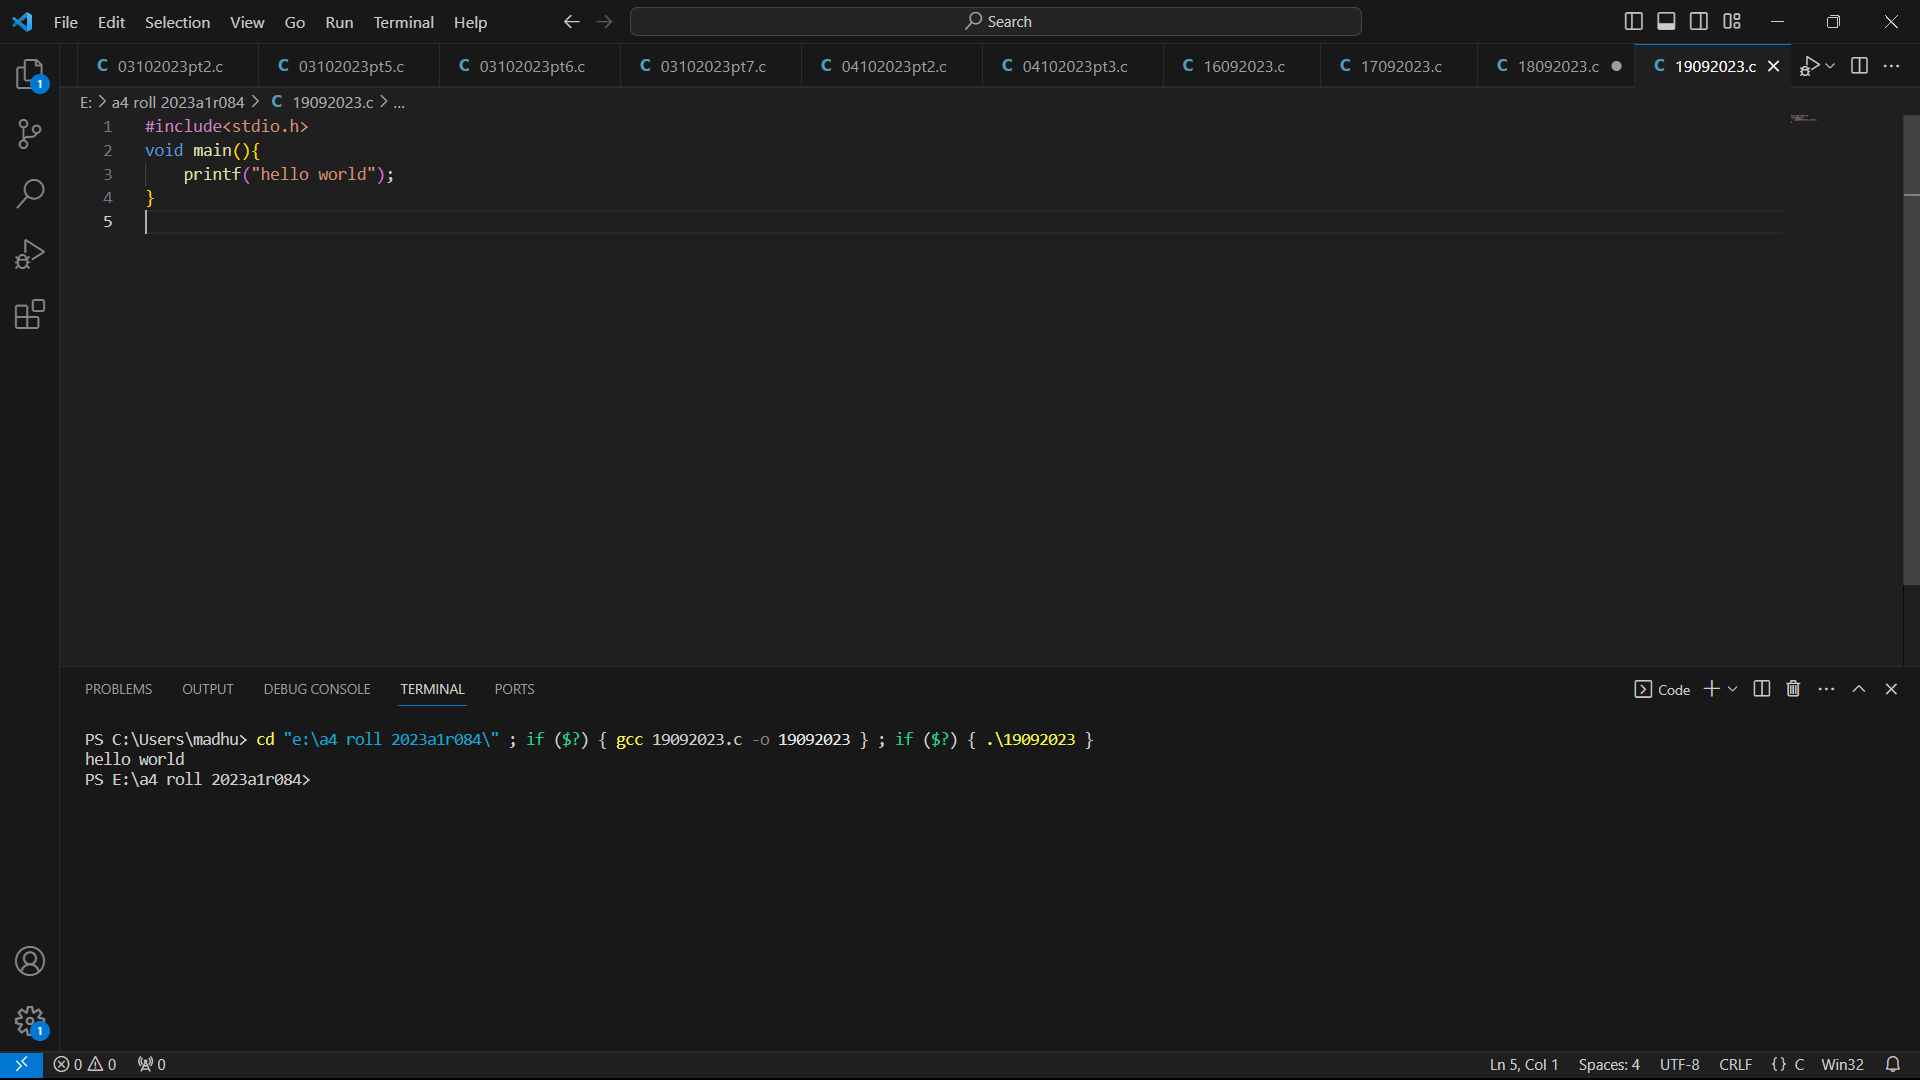 File Edit Selection View Go Run Terminal Help Search
03102023pt2.c 03102023pt5.c 03102023pt6.c 03102023pt7.c 04102023pt2.c 04102023pt3.c 16092023.c 17092023.c 18092023.c 19092023.c
E: > a4 roll 2023a1r084 > C 19092023.c > ...
1 #include<stdio.h>
2 void main(){
3 printf("hello world");
4 }
5
PROBLEMS OUTPUT DEBUG CONSOLE TERMINAL PORTS Code
PS C:\Users\madhu> cd "e:\a4 roll 2023a1r084\" ; if ($?) { gcc 19092023.c -o 19092023 } ; if ($?) { .\19092023 }
hello world
PS E:\a4 roll 2023a1r084>
0 0 0 Ln 5, Col 1 Spaces: 4 UTF-8 CRLF {} C Win32